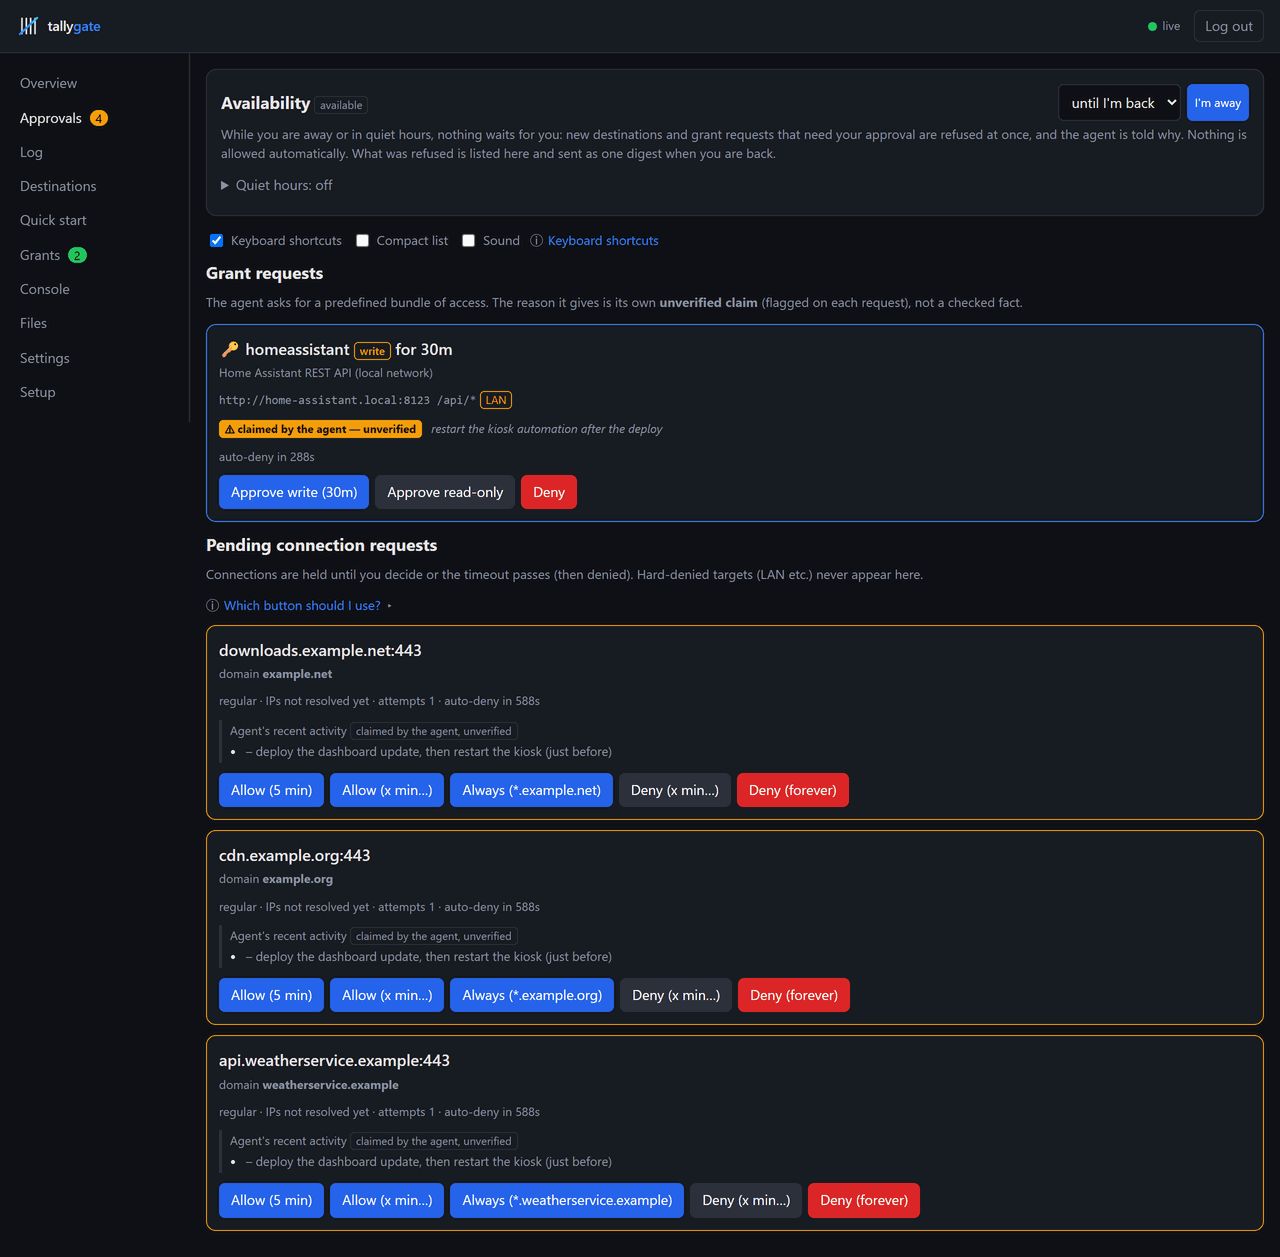 tallygate
live
Log out
Overview
Approvals 4
Log
Destinations
Quick start
Grants 2
Console
Files
Settings
Setup
Availability available
until I'm back
I'm away
While you are away or in quiet hours, nothing waits for you: new destinations and grant requests that need your approval are refused at once, and the agent is told why. Nothing is
allowed automatically. What was refused is listed here and sent as one digest when you are back.
▶ Quiet hours: off
Keyboard shortcuts
Compact list
Sound
ⓘ Keyboard shortcuts
Grant requests
The agent asks for a predefined bundle of access. The reason it gives is its own unverified claim (flagged on each request), not a checked fact.
🔑 homeassistant write for 30m
Home Assistant REST API (local network)
http://home-assistant.local:8123 /api/* LAN
⚠ claimed by the agent — unverified restart the kiosk automation after the deploy
auto-deny in 288s
Approve write (30m)
Approve read-only
Deny
Pending connection requests
Connections are held until you decide or the timeout passes (then denied). Hard-denied targets (LAN etc.) never appear here.
ⓘ Which button should I use? ▸
downloads.example.net:443
domain example.net
regular · IPs not resolved yet · attempts 1 · auto-deny in 588s
Agent's recent activity claimed by the agent, unverified
• – deploy the dashboard update, then restart the kiosk (just before)
Allow (5 min)
Allow (x min...)
Always (*.example.net)
Deny (x min...)
Deny (forever)
cdn.example.org:443
domain example.org
regular · IPs not resolved yet · attempts 1 · auto-deny in 588s
Agent's recent activity claimed by the agent, unverified
• – deploy the dashboard update, then restart the kiosk (just before)
Allow (5 min)
Allow (x min...)
Always (*.example.org)
Deny (x min...)
Deny (forever)
api.weatherservice.example:443
domain weatherservice.example
regular · IPs not resolved yet · attempts 1 · auto-deny in 588s
Agent's recent activity claimed by the agent, unverified
• – deploy the dashboard update, then restart the kiosk (just before)
Allow (5 min)
Allow (x min...)
Always (*.weatherservice.example)
Deny (x min...)
Deny (forever)